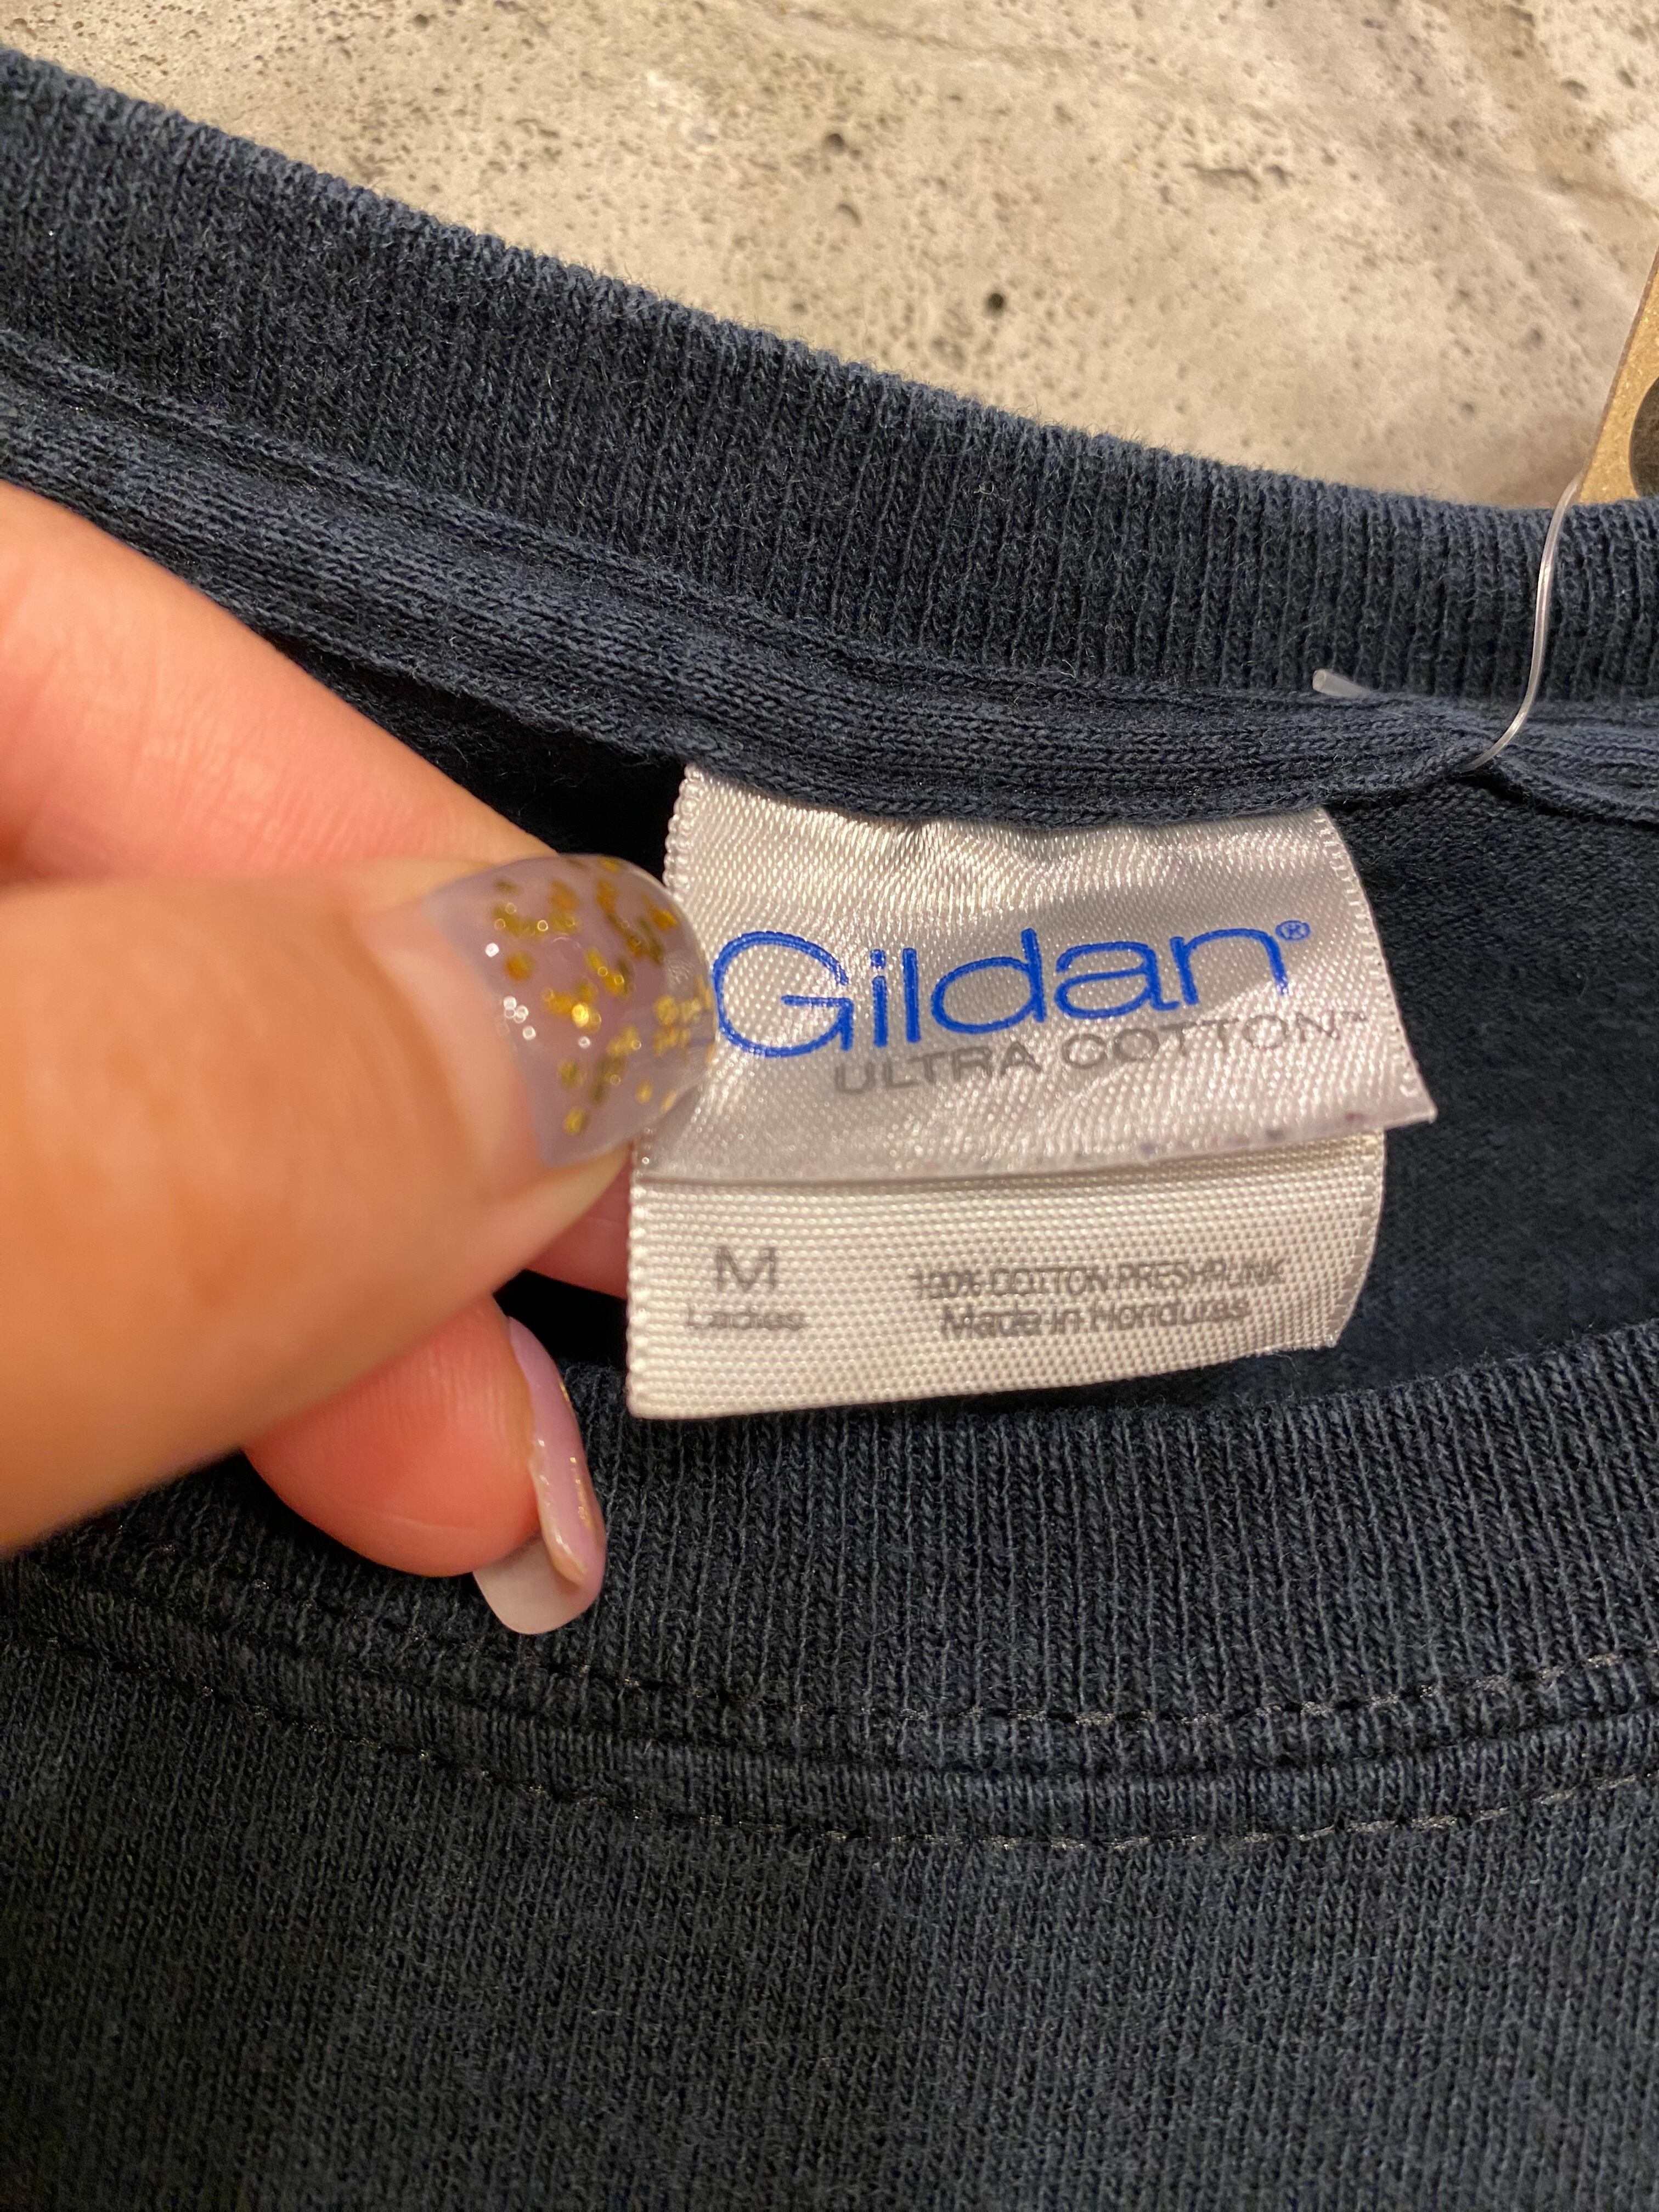 Gildan®
ULTRA COTTON™
M
Ladies
100% COTTON PRESHRUNK
Made in Honduras